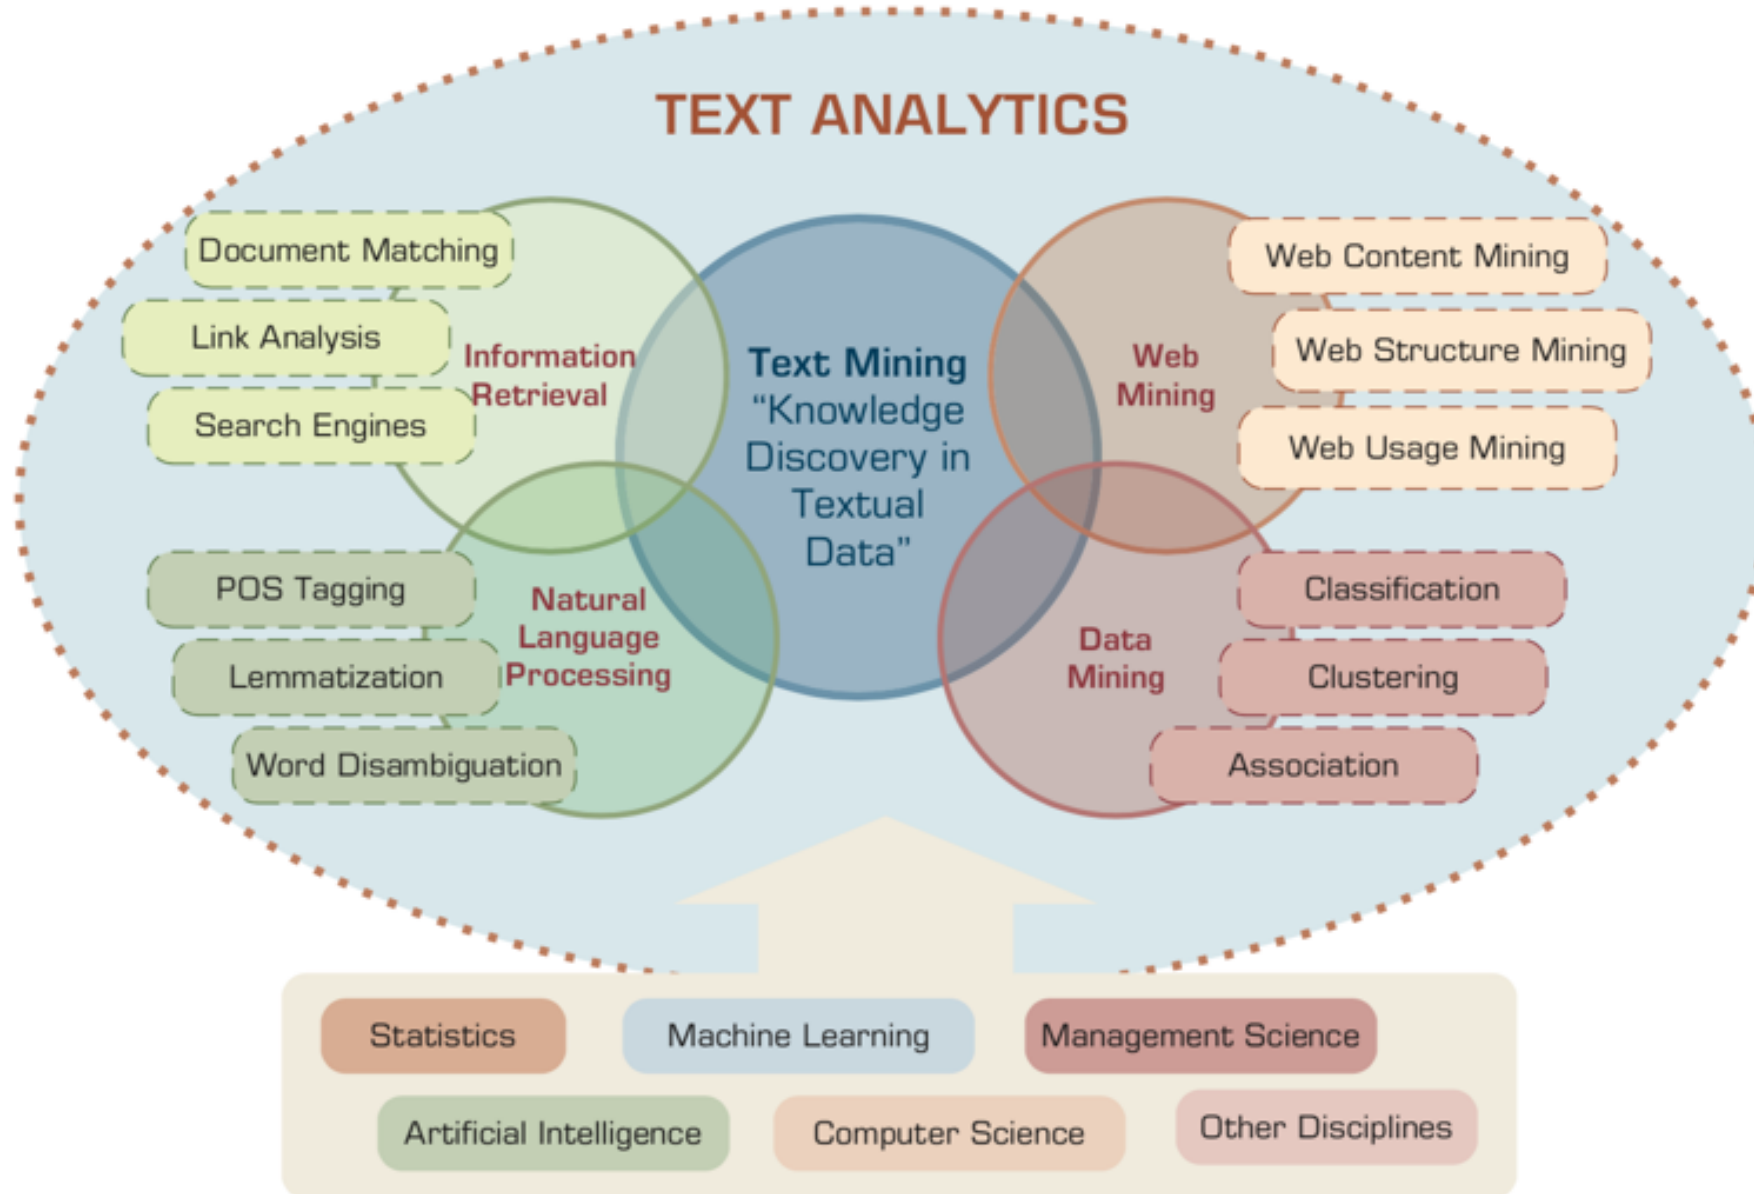 TEXT ANALYTICS
Document Matching
Link Analysis
Search Engines
Information
Retrieval
POS Tagging
Lemmatization
Word Disambiguation
Natural
Language
Processing
Text Mining
“Knowledge
Discovery in
Textual
Data”
Web
Mining
Web Content Mining
Web Structure Mining
Web Usage Mining
Data
Mining
Classification
Clustering
Association
Statistics
Machine Learning
Management Science
Artificial Intelligence
Computer Science
Other Disciplines